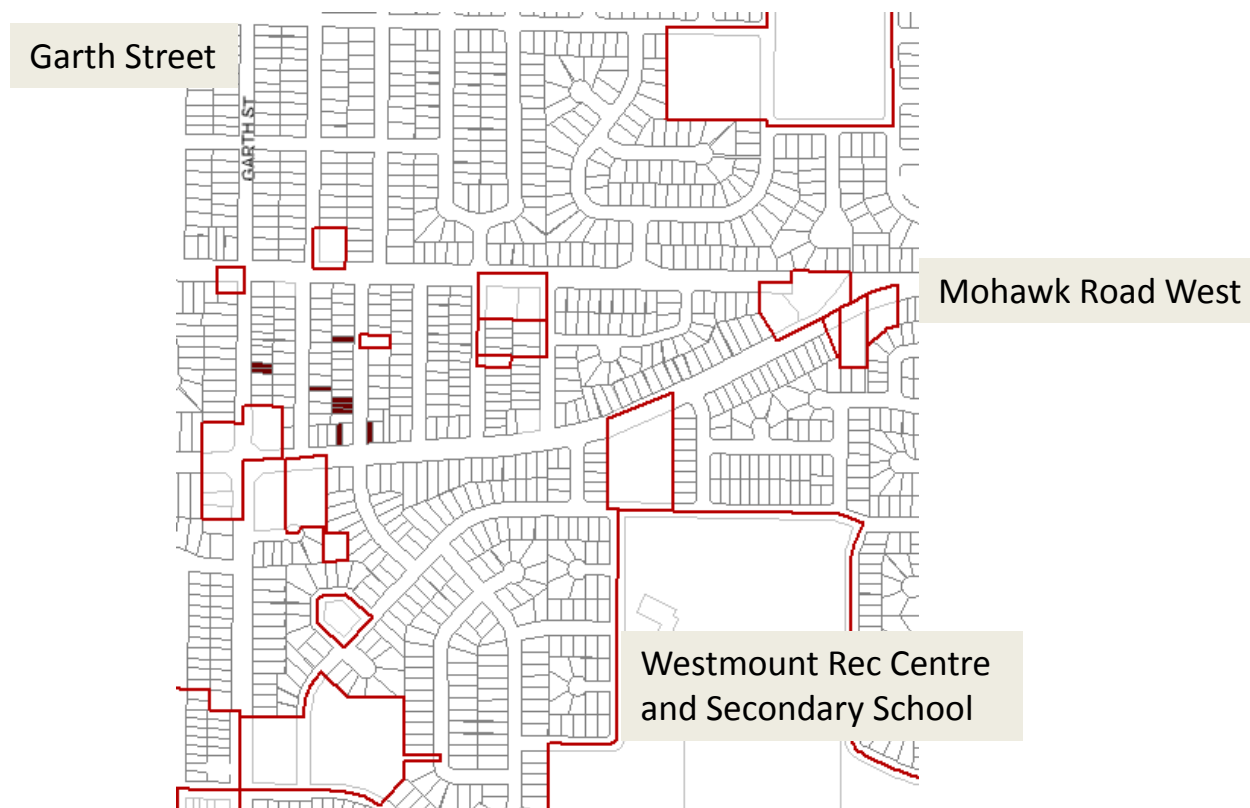 Garth Street
GARTH ST
Mohawk Road West
Westmount Rec Centre
and Secondary School